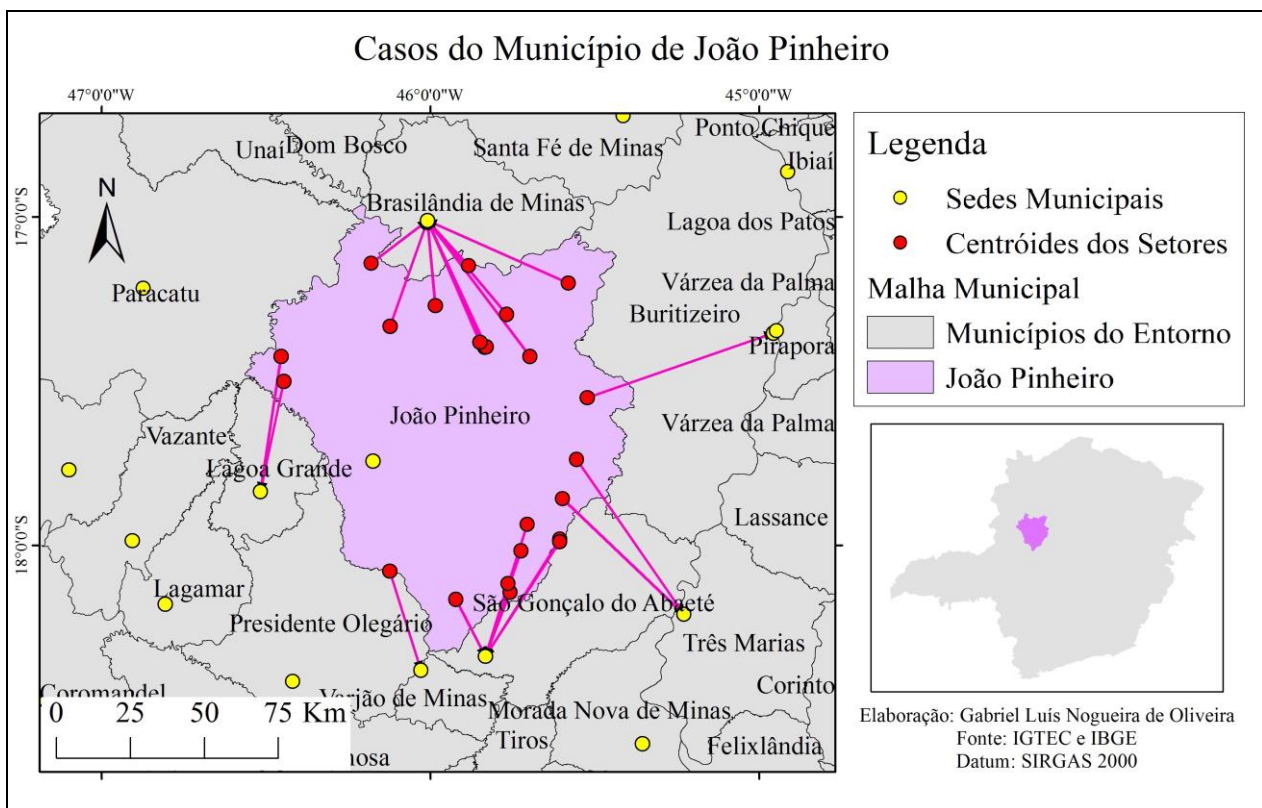 Casos do Município de João Pinheiro
47°0'0"W
46°0'0"W
45°0'0"W
17°0'0"S
18°0'0"S
N
Unaí
Dom Bosco
Santa Fé de Minas
Ponto Chique
Ibiaí
Brasilândia de Minas
Lagoa dos Patos
Paracatu
Várzea da Palma
Buritizeiro
Pirapora
João Pinheiro
Várzea da Palma
Vazante
Lagoa Grande
Lassance
Lagamar
São Gonçalo do Abaeté
Presidente Olegário
Três Marias
Coromandel
Varjão de Minas
Corinto
Morada Nova de Minas
Tiros
Felixlândia
nosa
0 25 50 75 Km
Legenda
Sedes Municipais
Centróides dos Setores
Malha Municipal
Municípios do Entorno
João Pinheiro
Elaboração: Gabriel Luís Nogueira de Oliveira
Fonte: IGTEC e IBGE
Datum: SIRGAS 2000